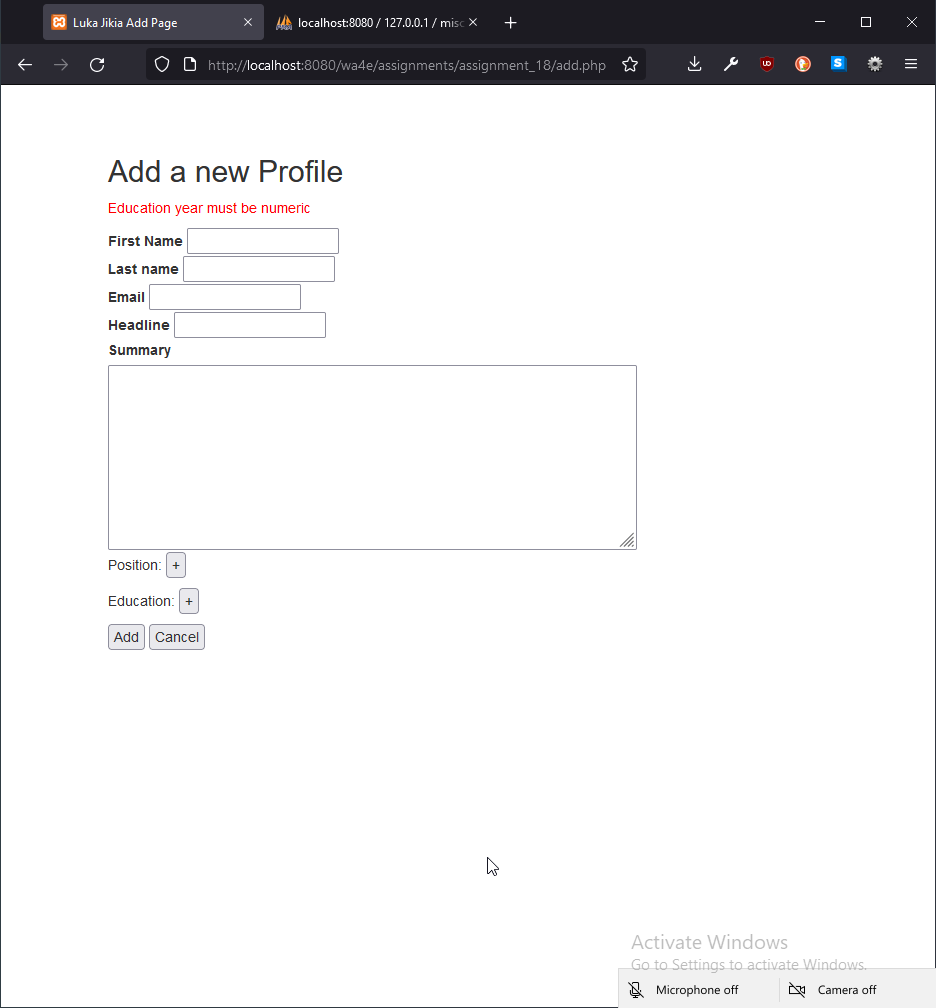 Luka Jikia Add Page
localhost:8080 / 127.0.0.1 / misc
http://localhost:8080/wa4e/assignments/assignment_18/add.php
UD
S
Add a new Profile
Education year must be numeric
First Name
Last name
Email
Headline
Summary
Position: +
Education: +
Add Cancel
Activate Windows
Go to Settings to activate Windows.
Microphone off Camera off